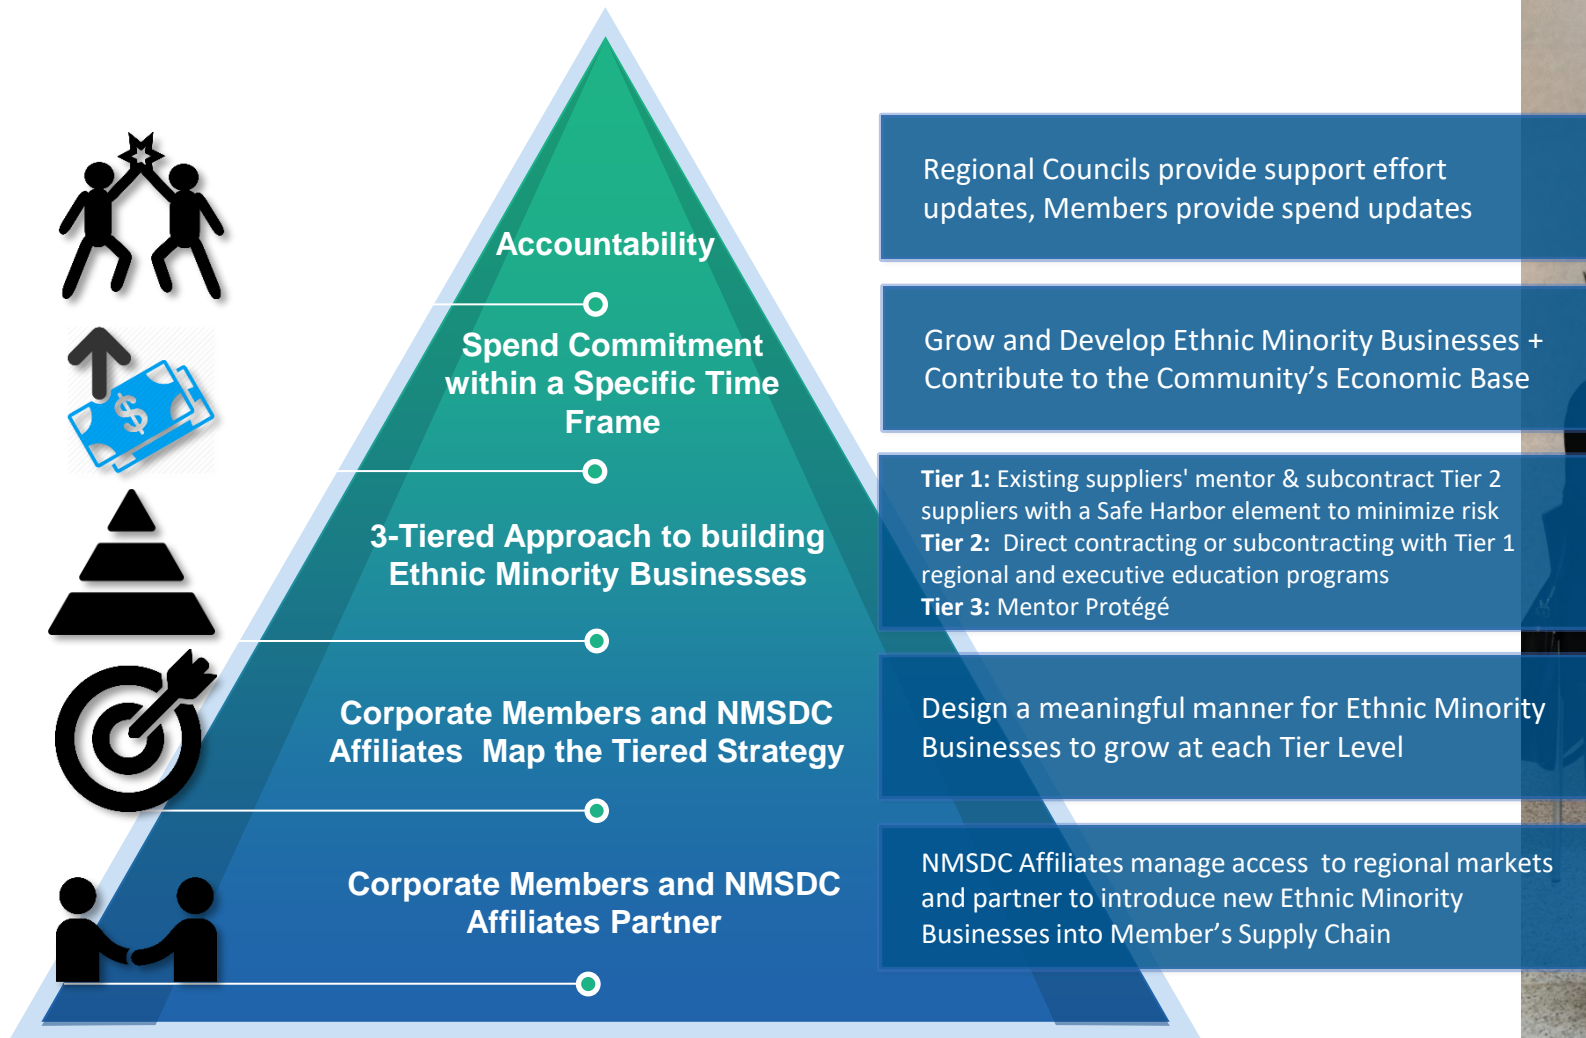 Accountability
Regional Councils provide support effort
updates, Members provide spend updates
Spend Commitment
within a Specific Time
Frame
$
Grow and Develop Ethnic Minority Businesses +
Contribute to the Community’s Economic Base
3-Tiered Approach to building
Ethnic Minority Businesses
Tier 1: Existing suppliers' mentor & subcontract Tier 2
suppliers with a Safe Harbor element to minimize risk
Tier 2:  Direct contracting or subcontracting with Tier 1
regional and executive education programs
Tier 3: Mentor Protégé
Corporate Members and NMSDC
Affiliates  Map the Tiered Strategy
Design a meaningful manner for Ethnic Minority
Businesses to grow at each Tier Level
Corporate Members and NMSDC
Affiliates Partner
NMSDC Affiliates manage access  to regional markets
and partner to introduce new Ethnic Minority
Businesses into Member’s Supply Chain